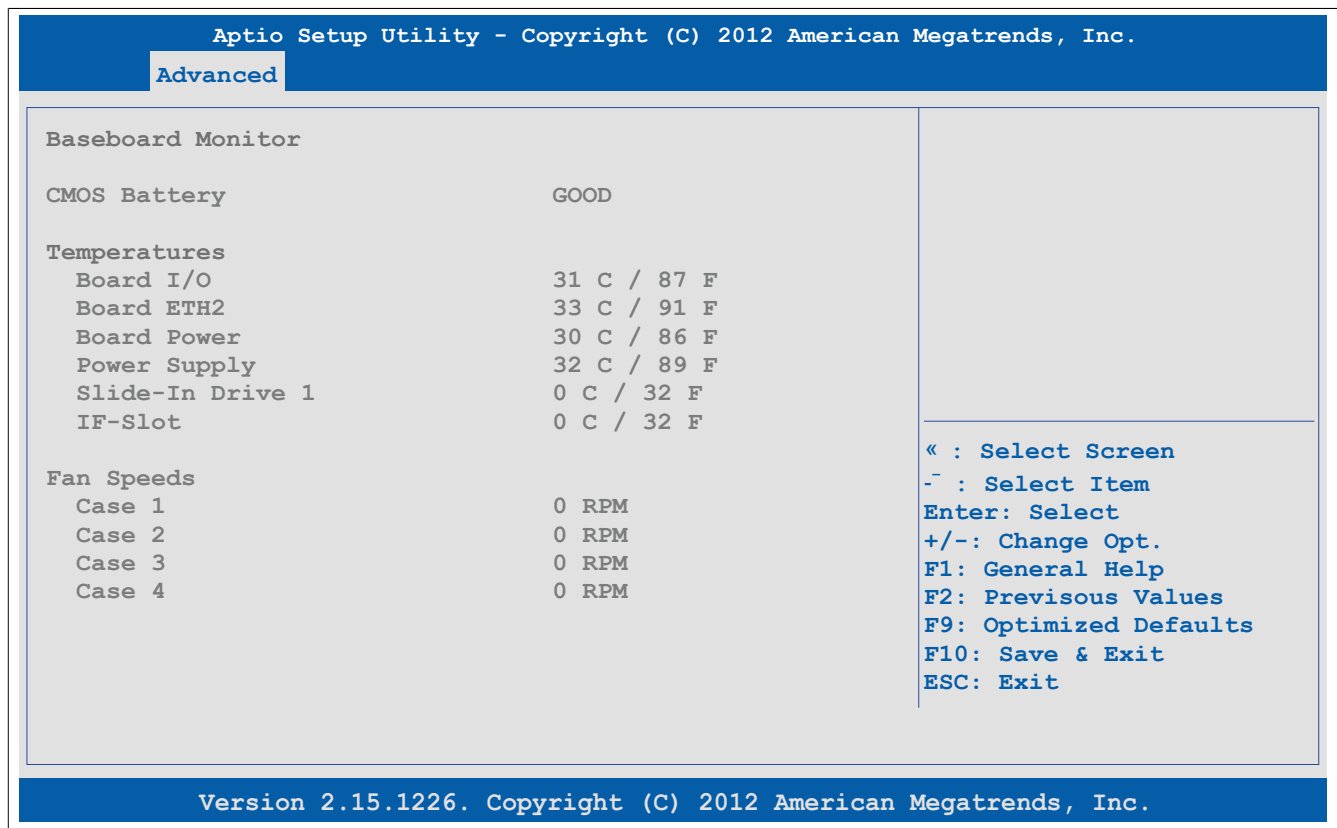 Aptio Setup Utility - Copyright (C) 2012 American Megatrends, Inc.
Advanced
Baseboard Monitor
CMOS Battery GOOD
Temperatures
Board I/O 31 C / 87 F
Board ETH2 33 C / 91 F
Board Power 30 C / 86 F
Power Supply 32 C / 89 F
Slide-In Drive 1 0 C / 32 F
IF-Slot 0 C / 32 F
Fan Speeds
Case 1 0 RPM
Case 2 0 RPM
Case 3 0 RPM
Case 4 0 RPM
« : Select Screen
-¯ : Select Item
Enter: Select
+/-: Change Opt.
F1: General Help
F2: Previsous Values
F9: Optimized Defaults
F10: Save & Exit
ESC: Exit
Version 2.15.1226. Copyright (C) 2012 American Megatrends, Inc.